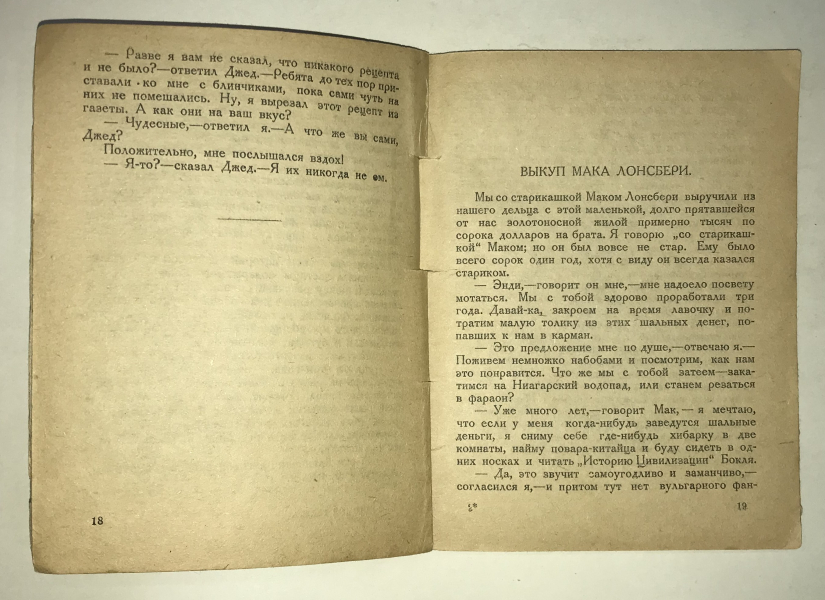 — Разве я вам не сказал, что никакого рецепта
и не было?—ответил Джед.—Ребята до тех пор при-
ставали ко мне с блинчиками, пока сами чуть на
них не помешались. Ну, я вырезал этот рецепт из
газеты. А как они на ваш вкус?
— Чудесные,—ответил я.—А что же вы сами,
Джед?
Положительно, мне послышался вздох!
— Я-то?—сказал Джед.—Я их никогда не ем.
18
ВЫКУП МАКА ЛОНСБЕРИ.
Мы со старикашкой Маком Лонсбери выручили из
нашего дельца с этой маленькой, долго прятавшейся
от нас золотоносной жилой примерно тысяч по
сорока долларов на брата. Я говорю „со старикаш-
кой“ Маком; но он был вовсе не стар. Ему было
всего сорок один год, хотя с виду он всегда казался
стариком.
— Энди,—говорит он мне,—мне надоело посвету
мотаться. Мы с тобой здорово проработали три
года. Давай-ка, закроем на время лавочку и по-
тратим малую толику из этих шальных денег, по-
павших к нам в карман.
— Это предложение мне по душе,—отвечаю я.—
Поживем немножко набобами и посмотрим, как нам
это понравится. Что же мы с тобой затеем—зака-
тимся на Ниагарский водопад, или станем резаться
в фараон?
— Уже много лет,—говорит Мак,— я мечтаю,
что если у меня когда-нибудь заведутся шальные
деньги, я сниму себе где-нибудь хибарку в две
комнаты, найму повара-китайца и буду сидеть в од-
них носках и читать „Историю Цивилизации“ Бокля.
— Да, это звучит самоугодливо и заманчиво,—
согласился я,—и притом тут нет вульгарного фан-
2*
19